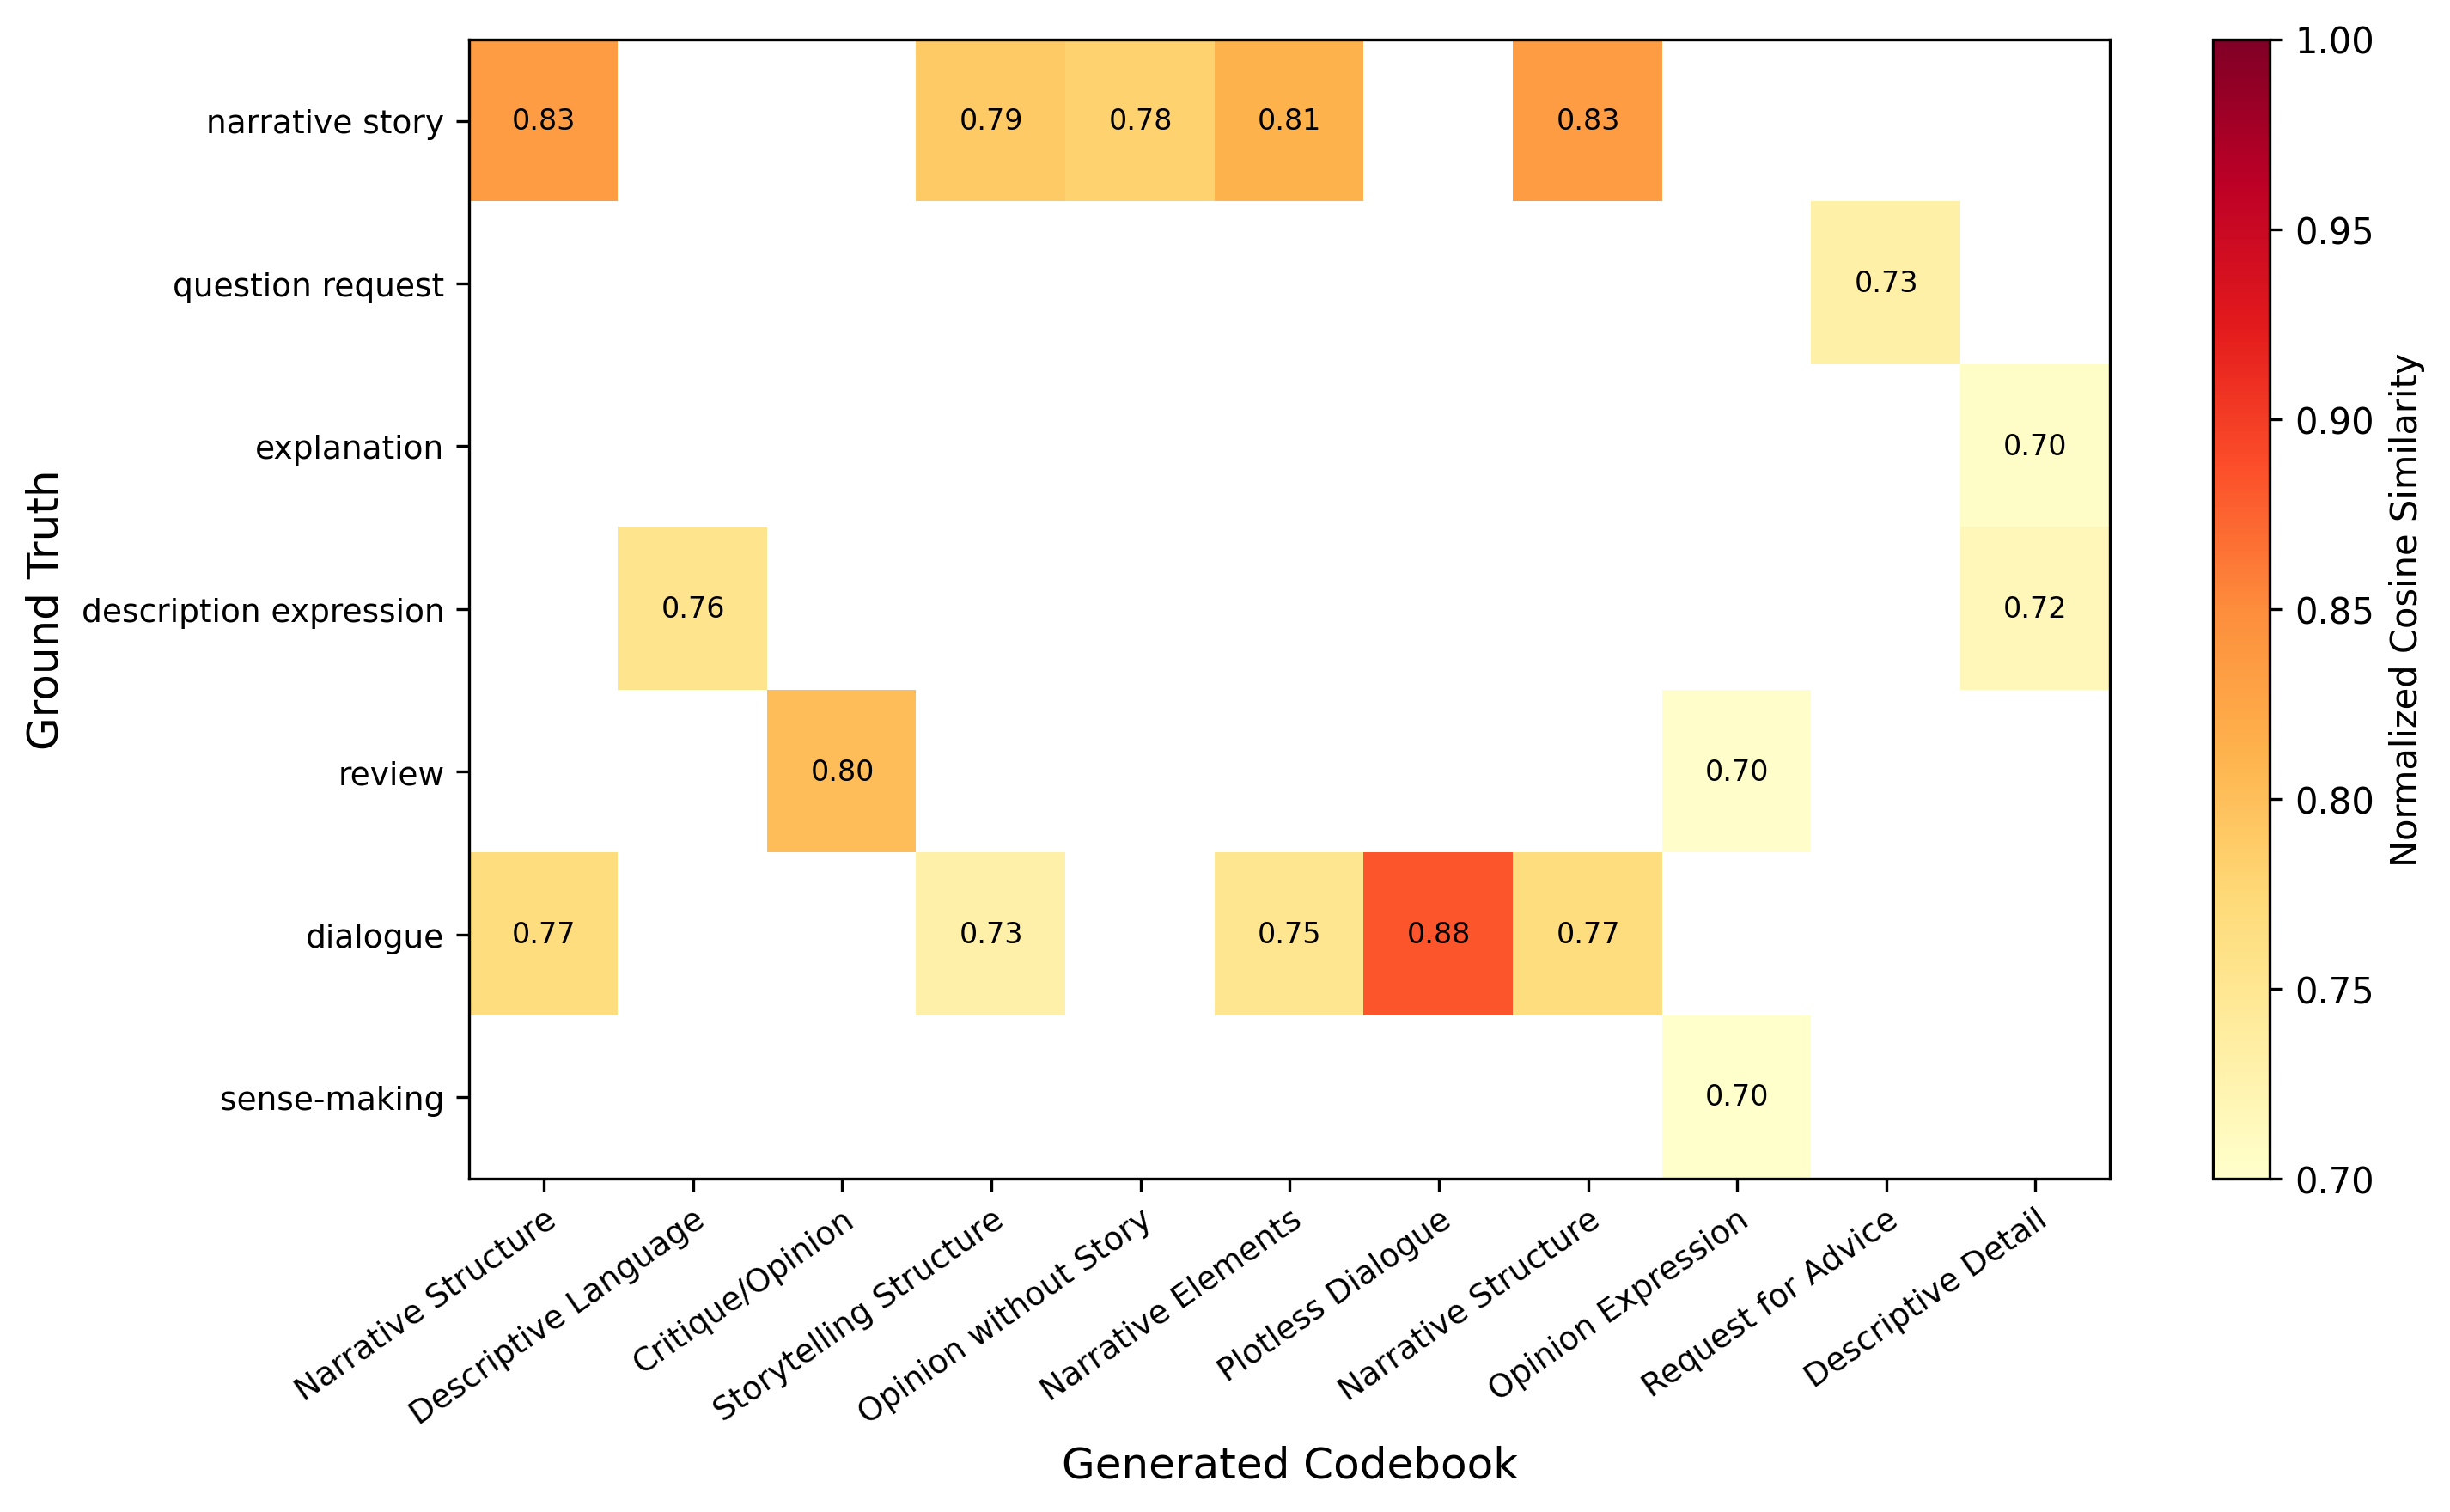 narrative story
question request
explanation
description expression
review
dialogue
sense-making
Ground Truth
0.83 0.79 0.78 0.81 0.83
0.73
0.70
0.76 0.72
0.80 0.70
0.77 0.73 0.75 0.88 0.77
0.70
Narrative Structure
Descriptive Language
Critique/Opinion
Storytelling Structure
Opinion without Story
Narrative Elements
Plotless Dialogue
Narrative Structure
Opinion Expression
Request for Advice
Descriptive Detail
Generated Codebook
1.00
0.95
0.90
0.85
0.80
0.75
0.70
Normalized Cosine Similarity